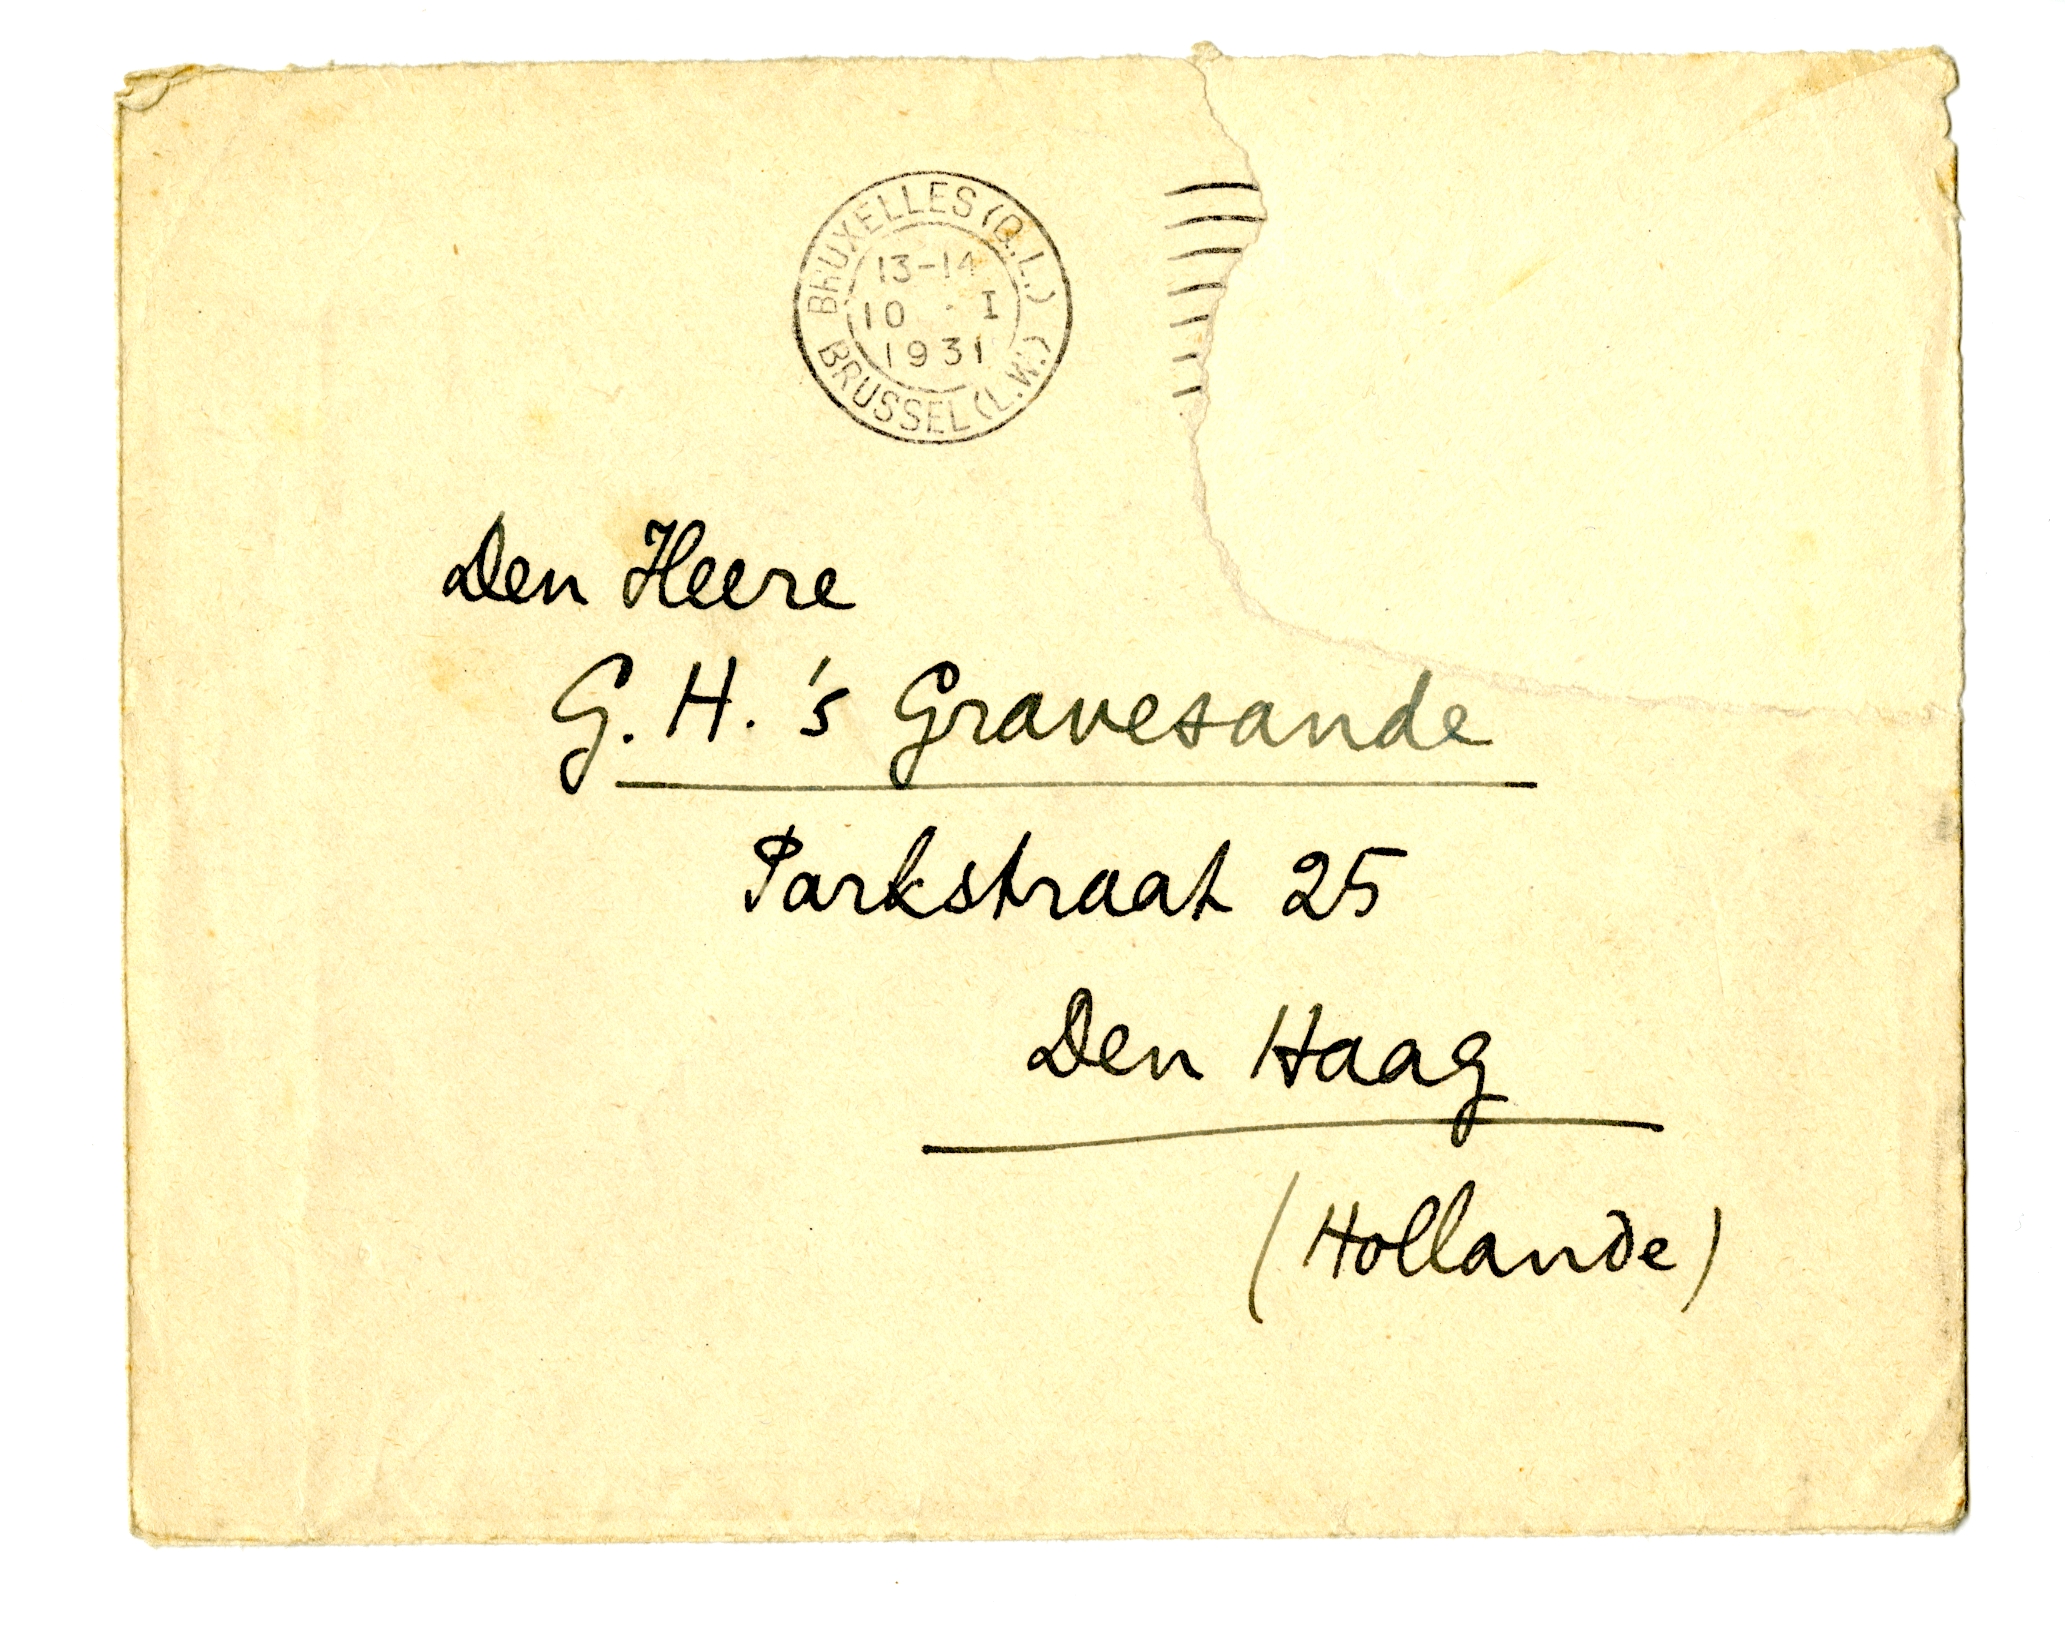 BRUXELLES (Q.L.)
13-14
10 · I
1931
BRUSSEL (L.W.)
Den Heere
G. H. 's Gravesande
Parkstraat 25
Den Haag
(Hollande)